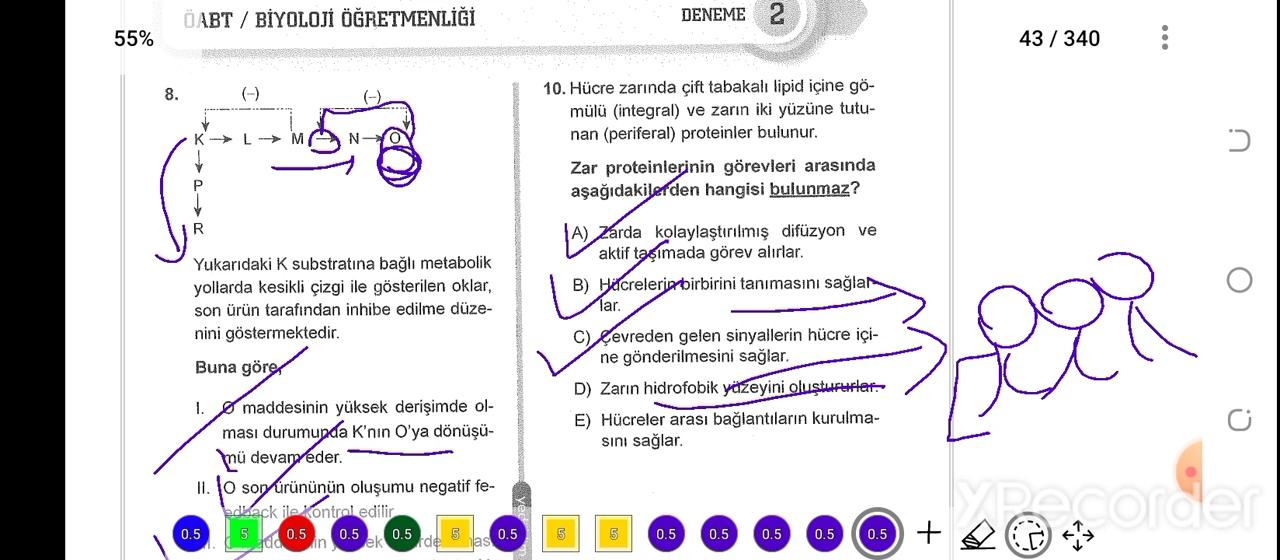 ÖABT / BİYOLOJİ ÖĞRETMENLİĞİ
DENEME 2
55%
43 / 340
8.
(-) (-)
K L M N O
P
R
Yukarıdaki K substratına bağlı metabolik
yollarda kesikli çizgi ile gösterilen oklar,
son ürün tarafından inhibe edilme düze-
nini göstermektedir.
Buna göre,
I. O maddesinin yüksek derişimde ol-
ması durumunda K'nın O'ya dönüşü-
mü devam eder.
II. O son ürününün oluşumu negatif fe-
edback ile kontrol edilir.
10. Hücre zarında çift tabakalı lipid içine gö-
mülü (integral) ve zarın iki yüzüne tutu-
nan (periferal) proteinler bulunur.
Zar proteinlerinin görevleri arasında
aşağıdakilerden hangisi bulunmaz?
A) Zarda kolaylaştırılmış difüzyon ve
aktif taşımada görev alırlar.
B) Hücrelerin birbirini tanımasını sağlar-
lar.
C) Çevreden gelen sinyallerin hücre içi-
ne gönderilmesini sağlar.
D) Zarın hidrofobik yüzeyini oluştururlar.
E) Hücreler arası bağlantıların kurulma-
sını sağlar.
0.5 5 0.5 0.5 0.5 5 0.5 5 5 0.5 0.5 0.5 0.5 0.5
XRecorder